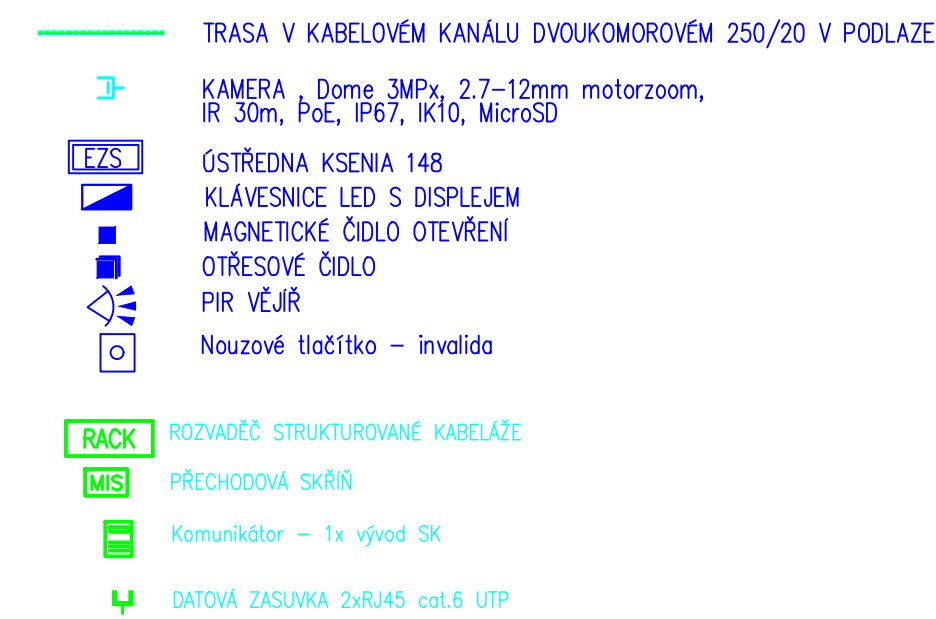 TRASA V KABELOVÉM KANÁLU DVOUKOMOROVÉM 250/20 V PODLAZE
KAMERA , Dome 3MPx, 2.7-12mm motorzoom,
IR 30m, PoE, IP67, IK10, MicroSD
EZS ÚSTŘEDNA KSENIA 148
KLÁVESNICE LED S DISPLEJEM
MAGNETICKÉ ČIDLO OTEVŘENÍ
OTŘESOVÉ ČIDLO
PIR VĚJÍŘ
Nouzové tlačítko – invalida
RACK ROZVADĚČ STRUKTUROVANÉ KABELÁŽE
MIS PŘECHODOVÁ SKŘÍŇ
Komunikátor – 1x vývod SK
DATOVÁ ZASUVKA 2xRJ45 cat.6 UTP